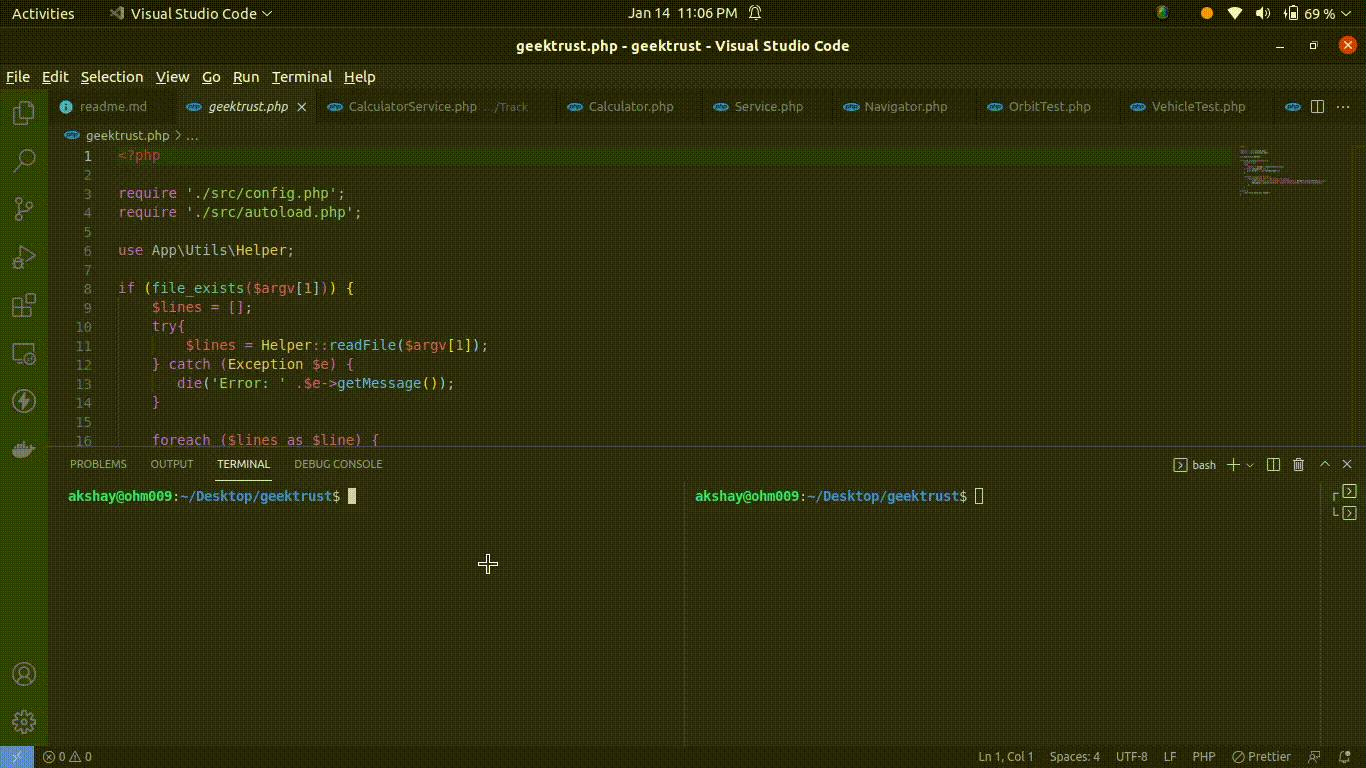 Activities Visual Studio Code Jan 14 11:06 PM 69 %
geektrust.php - geektrust - Visual Studio Code
File Edit Selection View Go Run Terminal Help
readme.md geektrust.php CalculatorService.php .../Track Calculator.php Service.php Navigator.php OrbitTest.php VehicleTest.php
geektrust.php > ...
1 <?php
2
3 require './src/config.php';
4 require './src/autoload.php';
5
6 use App\Utils\Helper;
7
8 if (file_exists($argv[1])) {
9 $lines = [];
10 try{
11 $lines = Helper::readFile($argv[1]);
12 } catch (Exception $e) {
13 die('Error: ' .$e->getMessage());
14 }
15
16 foreach ($lines as $line) {
PROBLEMS OUTPUT TERMINAL DEBUG CONSOLE bash
akshay@ohm009:~/Desktop/geektrust$ akshay@ohm009:~/Desktop/geektrust$
0 0 Ln 1, Col 1 Spaces: 4 UTF-8 LF PHP Prettier